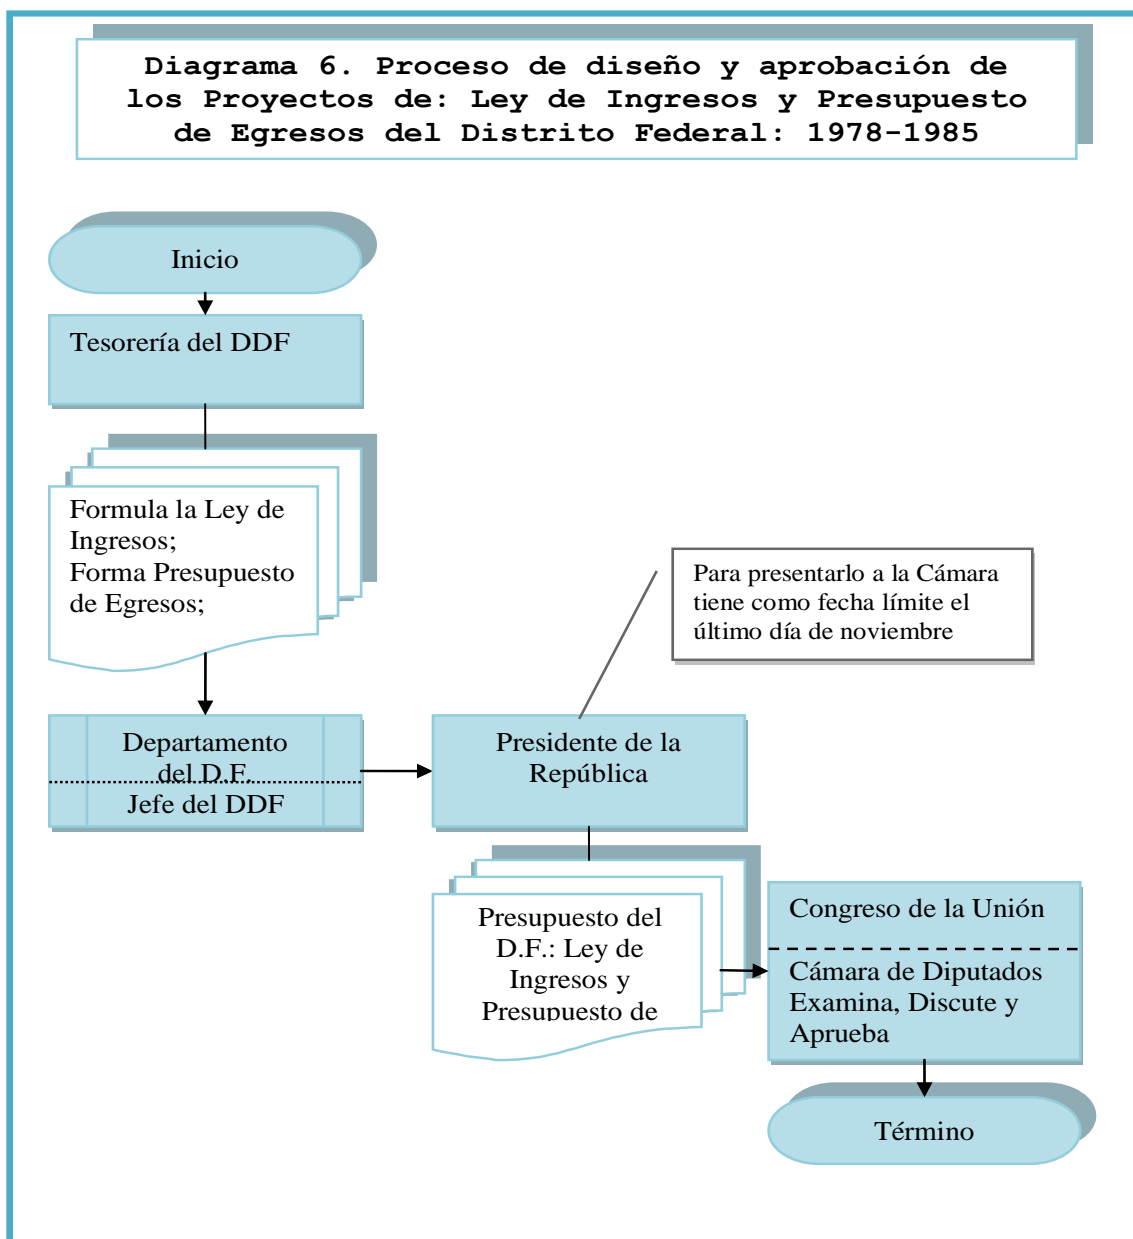 Diagrama 6. Proceso de diseño y aprobación de
los Proyectos de: Ley de Ingresos y Presupuesto
de Egresos del Distrito Federal: 1978-1985
Inicio
Tesorería del DDF
Formula la Ley de
Ingresos;
Forma Presupuesto
de Egresos;
Para presentarlo a la Cámara
tiene como fecha límite el
último día de noviembre
Departamento
del D.F.
Jefe del DDF
Presidente de la
República
Presupuesto del
D.F.: Ley de
Ingresos y
Presupuesto de
Congreso de la Unión
Cámara de Diputados
Examina, Discute y
Aprueba
Término